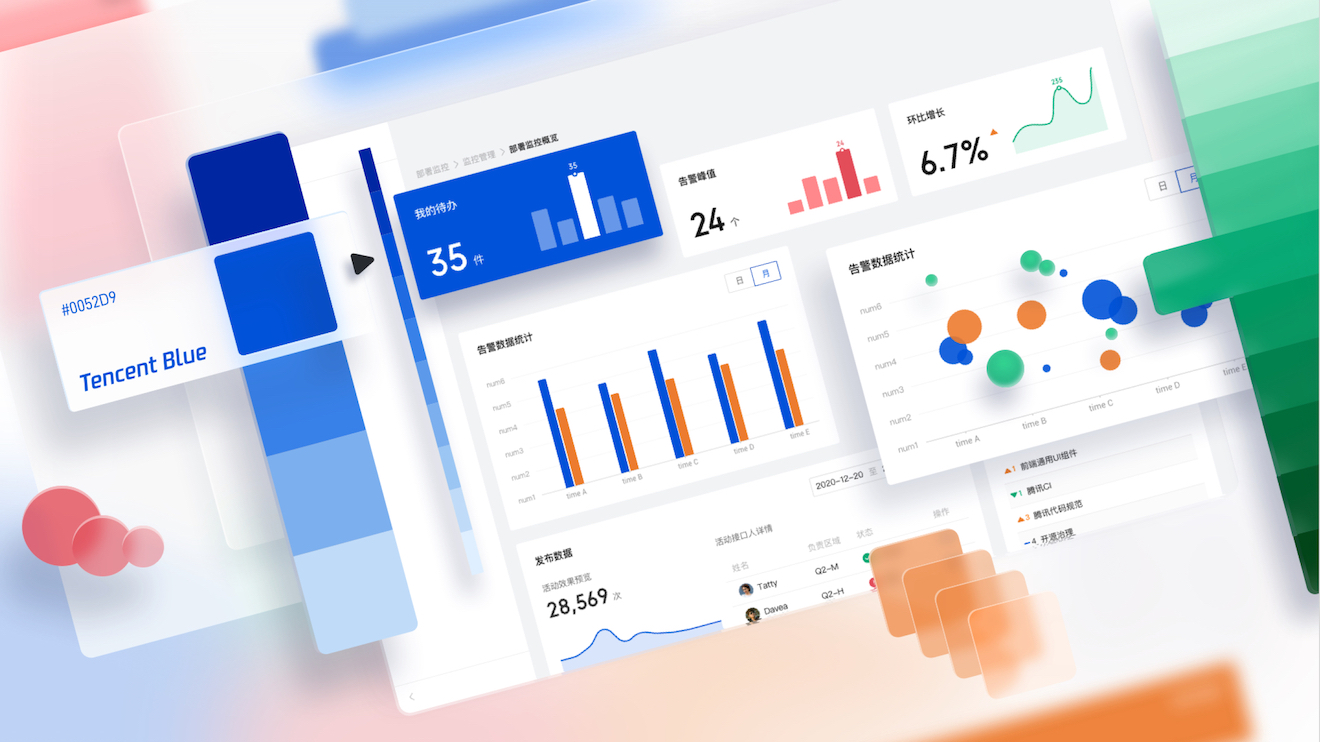 #0052D9
Tencent Blue
部署监控 > 监控管理 > 部署监控概览
我的待办
35 件
35
告警峰值
24 个
24
环比增长
6.7%
235
告警数据统计
日 月
num6
num5
num4
num3
num2
num1
time A
time B
time C
time D
time E
告警数据统计
日 月
num6
num5
num4
num3
num2
num1
time A
time B
time C
time D
time E
发布数据
活动效果预览
28,569 次
2020-12-20 至
活动接口人详情
姓名 负责区域 状态 操作
Tatty Q2-M
Davea Q2-H
1 前端通用UI组件
1 腾讯CI
3 腾讯代码规范
4 开源治理